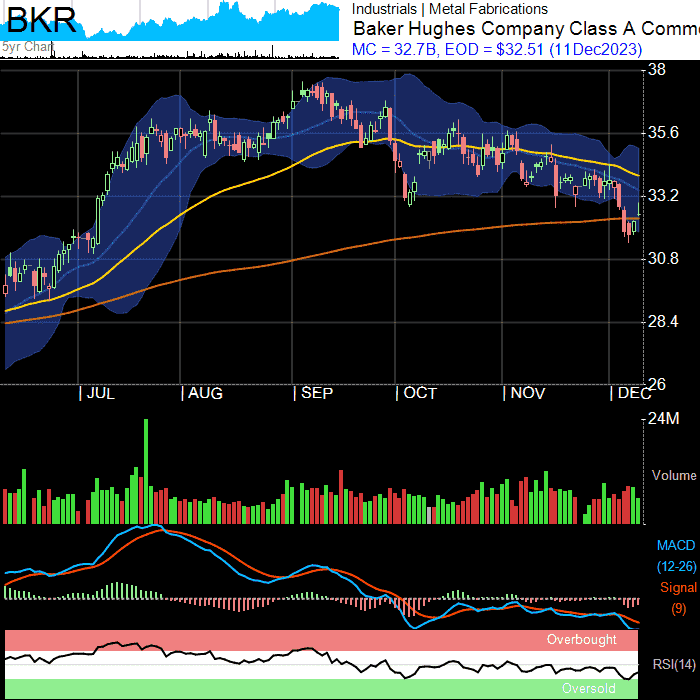 BKR
Industrials | Metal Fabrications
Baker Hughes Company Class A Comm
5yr Chart
MC = 32.7B, EOD = $32.51 (11Dec2023)
38
35.6
33.2
30.8
28.4
26
| JUL | AUG | SEP | OCT | NOV | DEC
24M
Volume
MACD
(12-26)
Signal
(9)
Overbought
RSI(14)
Oversold